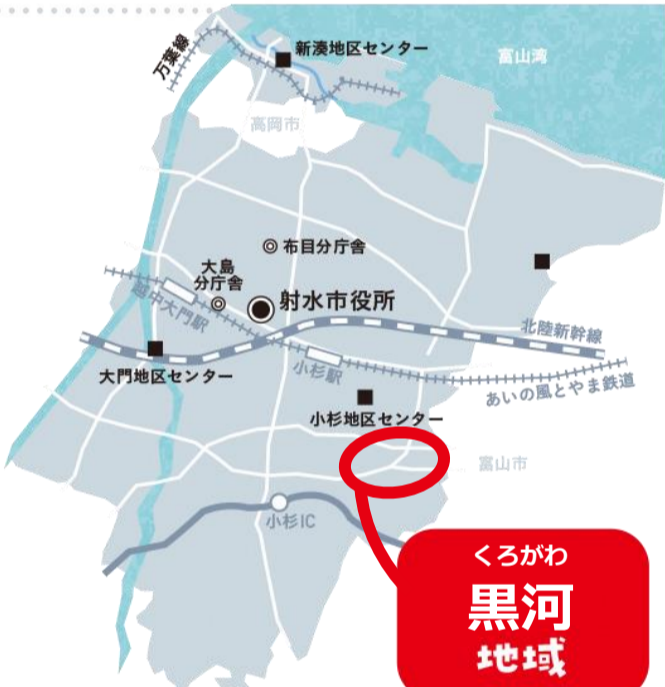 万葉線
新湊地区センター
富山湾
高岡市
布目分庁舎
大島
分庁舎
越中大門駅
射水市役所
北陸新幹線
大門地区センター
小杉駅
あいの風とやま鉄道
小杉地区センター
富山市
小杉IC
くろがわ
黒河
地域